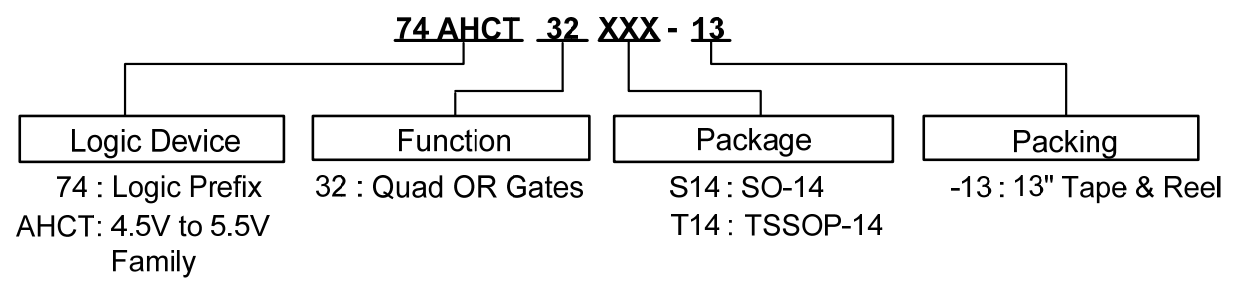 74 AHCT 32 XXX - 13
Logic Device
Function
Package
Packing
74 : Logic Prefix
AHCT: 4.5V to 5.5V
Family
32 : Quad OR Gates
S14 : SO-14
T14 : TSSOP-14
-13 : 13" Tape & Reel